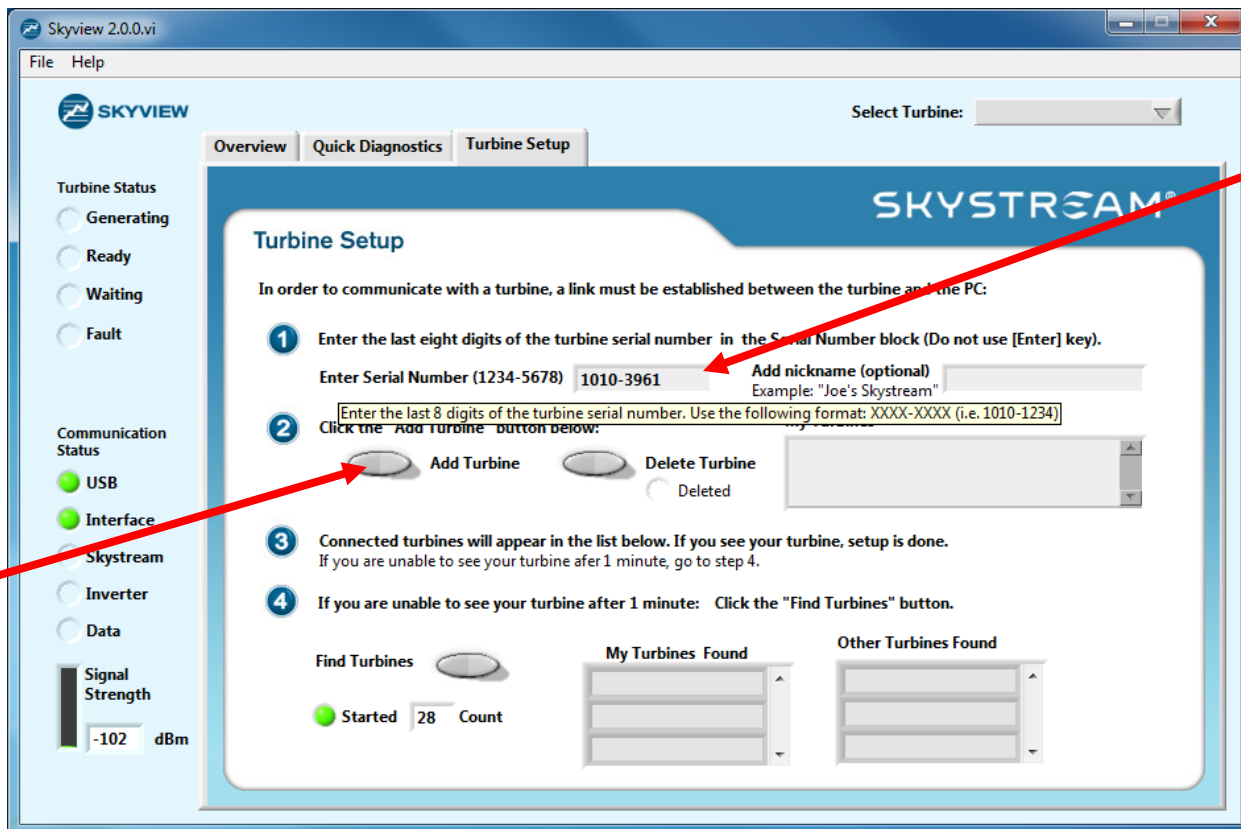 Skyview 2.0.0.vi
File Help
SKYVIEW
Select Turbine:
Overview Quick Diagnostics Turbine Setup
Turbine Status
Generating
Ready
Waiting
Fault
Communication
Status
USB
Interface
Skystream
Inverter
Data
Signal
Strength
-102 dBm
SKYSTREAM®
Turbine Setup
In order to communicate with a turbine, a link must be established between the turbine and the PC:
1 Enter the last eight digits of the turbine serial number in the Serial Number block (Do not use [Enter] key).
Enter Serial Number (1234-5678) 1010-3961
Add nickname (optional)
Example: "Joe's Skystream"
Enter the last 8 digits of the turbine serial number. Use the following format: XXXX-XXXX (i.e. 1010-1234)
2 Click the "Add Turbine" button below:
My Turbines
Add Turbine
Delete Turbine
Deleted
3 Connected turbines will appear in the list below. If you see your turbine, setup is done.
If you are unable to see your turbine afer 1 minute, go to step 4.
4 If you are unable to see your turbine after 1 minute: Click the "Find Turbines" button.
Find Turbines
Started 28 Count
My Turbines Found
Other Turbines Found